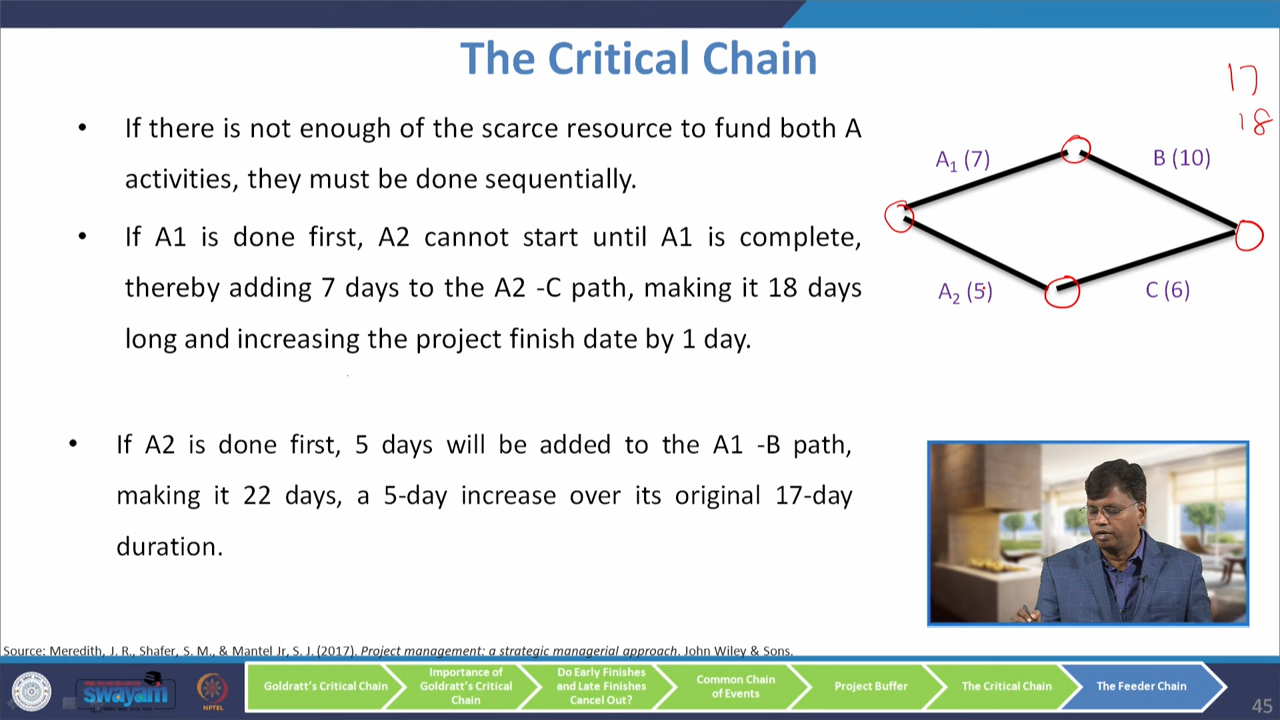 The Critical Chain
17
18
• If there is not enough of the scarce resource to fund both A
activities, they must be done sequentially.
• If A1 is done first, A2 cannot start until A1 is complete,
thereby adding 7 days to the A2 -C path, making it 18 days
long and increasing the project finish date by 1 day.
• If A2 is done first, 5 days will be added to the A1 -B path,
making it 22 days, a 5-day increase over its original 17-day
duration.
A₁ (7)
B (10)
A₂ (5)
C (6)
Source: Meredith, J. R., Shafer, S. M., & Mantel Jr, S. J. (2017). Project management: a strategic managerial approach. John Wiley & Sons.
swayam
NPTEL
Goldratt's Critical Chain
Importance of
Goldratt's Critical
Chain
Do Early Finishes
and Late Finishes
Cancel Out?
Common Chain
of Events
Project Buffer
The Critical Chain
The Feeder Chain
45